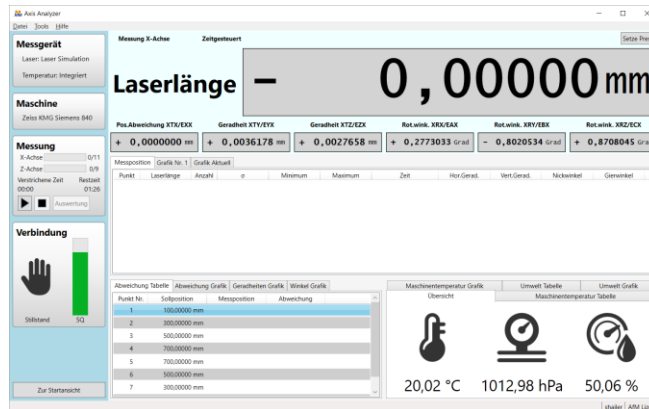 Axis Analyzer
Datei Tools Hilfe
Messgerät
Laser: Laser Simulation
Temperatur: Integriert
Maschine
Zeiss KMG Siemens 840
Messung
X-Achse 0/11
Z-Achse 0/9
Verstrichene Zeit Restzeit
00:00 01:26
Auswertung
Verbindung
Stillstand SQ
Zur Startansicht
Messung X-Achse Zeitgesteuert
Setze Pre
Laserlänge − 0,00000 mm
Pos.Abweichung XTX/EXX Geradheit XTY/EYX Geradheit XTZ/EZX Rot.wink. XRX/EAX Rot.wink. XRY/EBX Rot.wink. XRZ/ECX
+ 0,0000000 mm + 0,0036178 mm + 0,0027658 mm + 0,2773033 Grad − 0,8020534 Grad + 0,8708045 Gra
Messposition Grafik Nr. 1 Grafik Aktuell
Punkt Laserlänge Anzahl σ Minimum Maximum Zeit Hor.Gerad. Vert.Gerad. Nickwinkel Gierwinkel
Abweichung Tabelle Abweichung Grafik Geradheiten Grafik Winkel Grafik
Punkt Nr. Sollposition Messposition Abweichung
1 100,00000 mm
2 300,00000 mm
3 500,00000 mm
4 700,00000 mm
5 700,00000 mm
6 500,00000 mm
7 300,00000 mm
Maschinentemperatur Grafik Umwelt Tabelle Umwelt Grafik
Übersicht Maschinentemperatur Tabelle
20,02 °C 1012,98 hPa 50,06 %
shajler AfM Liz